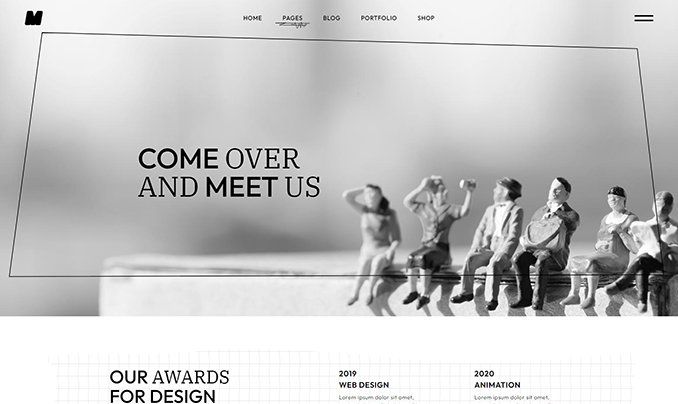 M
HOME PAGES BLOG PORTFOLIO SHOP
COME OVER
AND MEET US
OUR AWARDS
FOR DESIGN
2019
WEB DESIGN
Lorem ipsum dolor sit amet,
2020
ANIMATION
Lorem ipsum dolor sit amet,